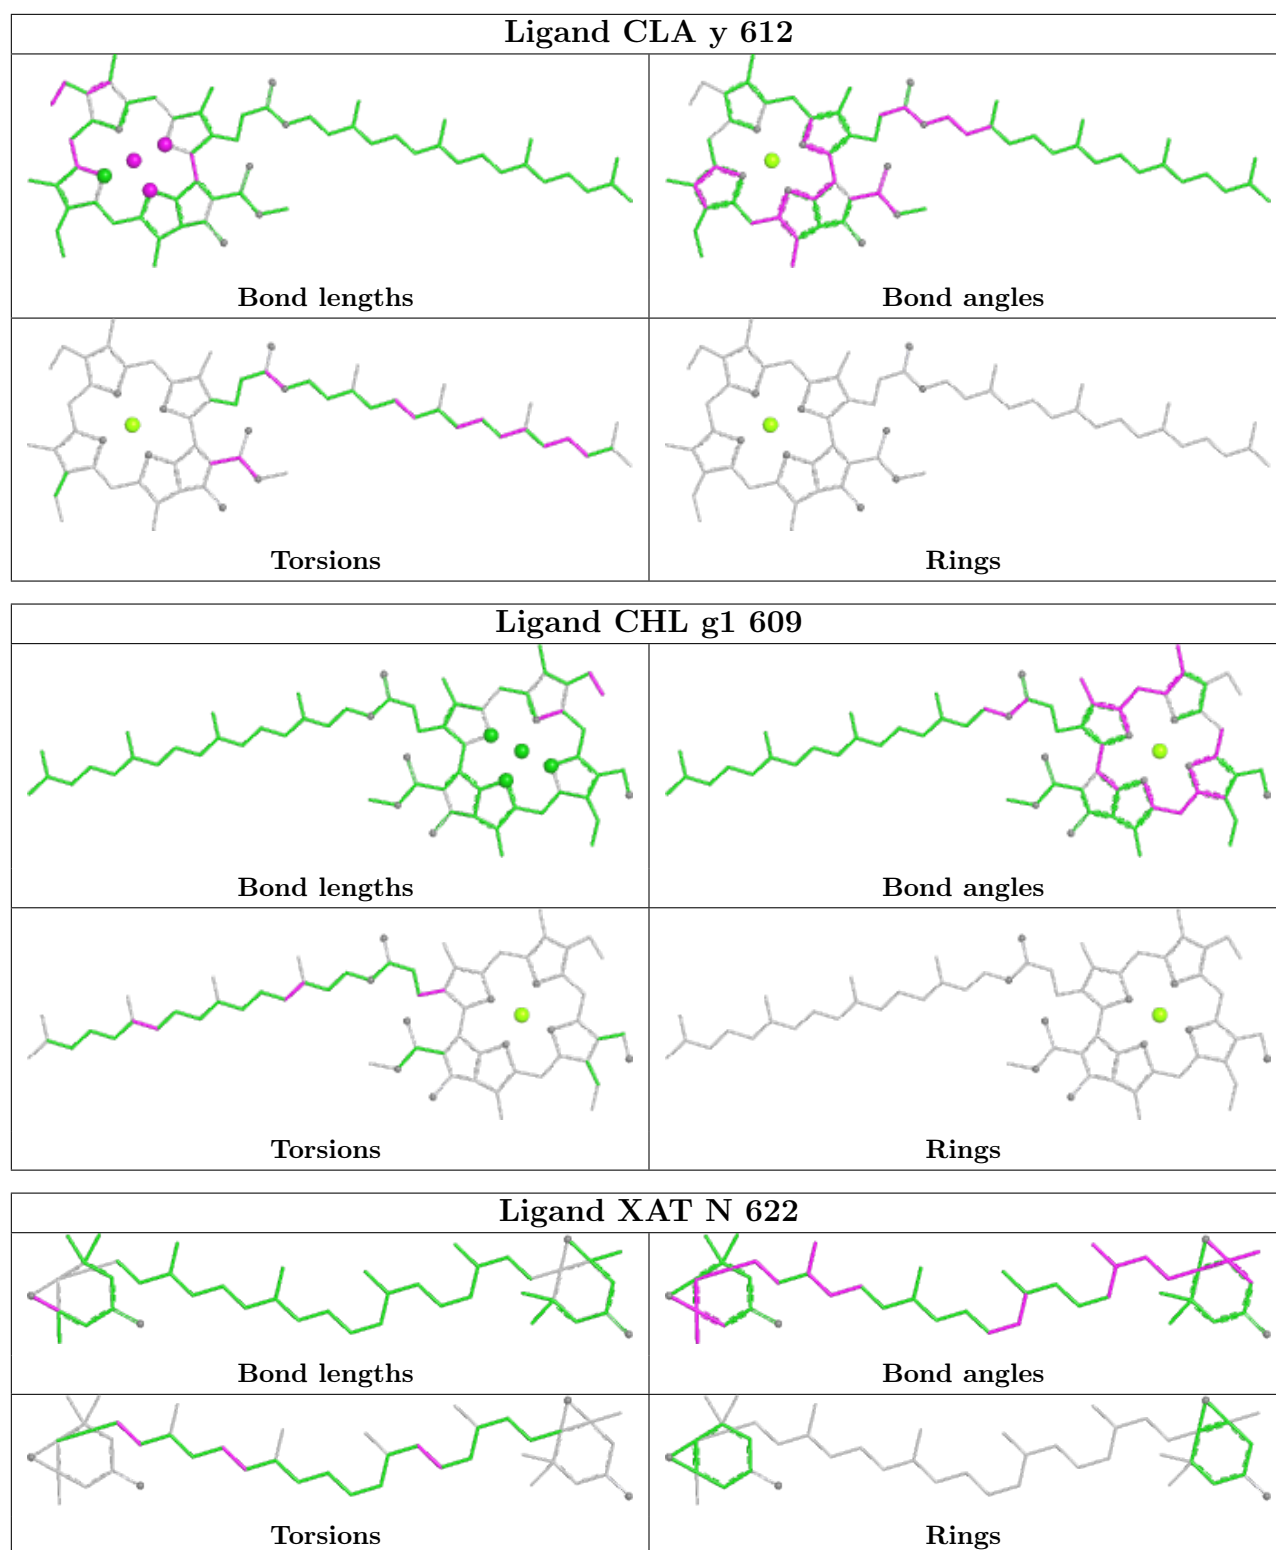 Ligand CLA y 612
Bond lengths
Bond angles
Torsions
Rings
Ligand CHL g1 609
Bond lengths
Bond angles
Torsions
Rings
Ligand XAT N 622
Bond lengths
Bond angles
Torsions
Rings